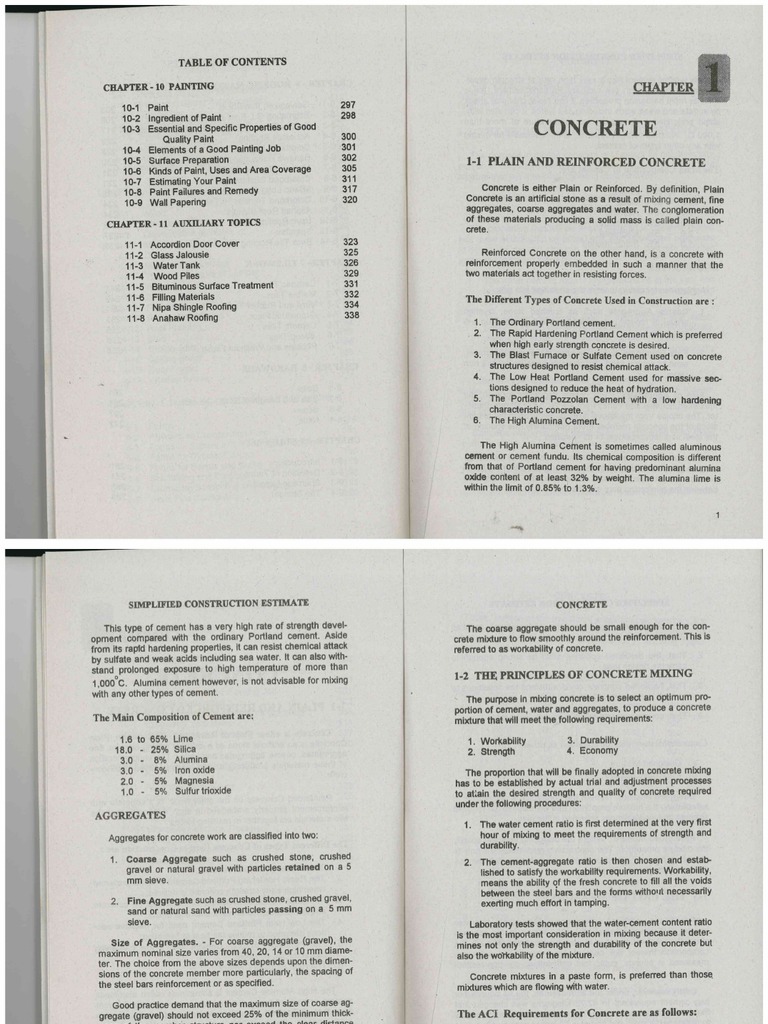 TABLE OF CONTENTS
CHAPTER - 10 PAINTING
10-1 Paint 297
10-2 Ingredient of Paint 298
10-3 Essential and Specific Properties of Good
Quality Paint 300
10-4 Elements of a Good Painting Job 301
10-5 Surface Preparation 302
10-6 Kinds of Paint, Uses and Area Coverage 305
10-7 Estimating Your Paint 311
10-8 Paint Failures and Remedy 317
10-9 Wall Papering 320
CHAPTER - 11 AUXILIARY TOPICS
11-1 Accordion Door Cover 323
11-2 Glass Jalousie 325
11-3 Water Tank 326
11-4 Wood Piles 329
11-5 Bituminous Surface Treatment 331
11-6 Filling Materials 332
11-7 Nipa Shingle Roofing 334
11-8 Anahaw Roofing 338
CHAPTER 1
CONCRETE
1-1 PLAIN AND REINFORCED CONCRETE
Concrete is either Plain or Reinforced. By definition, Plain
Concrete is an artificial stone as a result of mixing cement, fine
aggregates, coarse aggregates and water. The conglomeration
of these materials producing a solid mass is called plain con-
crete.
Reinforced Concrete on the other hand, is a concrete with
reinforcement properly embedded in such a manner that the
two materials act together in resisting forces.
The Different Types of Concrete Used in Construction are :
1. The Ordinary Portland cement.
2. The Rapid Hardening Portland Cement which is preferred
when high early strength concrete is desired.
3. The Blast Furnace or Sulfate Cement used on concrete
structures designed to resist chemical attack.
4. The Low Heat Portland Cement used for massive sec-
tions designed to reduce the heat of hydration.
5. The Portland Pozzolan Cement with a low hardening
characteristic concrete.
6. The High Alumina Cement.
The High Alumina Cement is sometimes called aluminous
cement or cement fundu. Its chemical composition is different
from that of Portland cement for having predominant alumina
oxide content of at least 32% by weight. The alumina lime is
within the limit of 0.85% to 1.3%.
1
SIMPLIFIED CONSTRUCTION ESTIMATE
This type of cement has a very high rate of strength devel-
opment compared with the ordinary Portland cement. Aside
from its rapid hardening properties, it can resist chemical attack
by sulfate and weak acids including sea water. It can also with-
stand prolonged exposure to high temperature of more than
1,000°C. Alumina cement however, is not advisable for mixing
with any other types of cement.
The Main Composition of Cement are:
1.6 to 65% Lime
18.0 - 25% Silica
3.0 - 8% Alumina
3.0 - 5% Iron oxide
2.0 - 5% Magnesia
1.0 - 5% Sulfur trioxide
AGGREGATES
Aggregates for concrete work are classified into two:
1. Coarse Aggregate such as crushed stone, crushed
gravel or natural gravel with particles retained on a 5
mm sieve.
2. Fine Aggregate such as crushed stone, crushed gravel,
sand or natural sand with particles passing on a 5 mm
sieve.
Size of Aggregates. - For coarse aggregate (gravel), the
maximum nominal size varies from 40, 20, 14 or 10 mm diame-
ter. The choice from the above sizes depends upon the dimen-
sions of the concrete member more particularly, the spacing of
the steel bars reinforcement or as specified.
Good practice demand that the maximum size of coarse ag-
gregate (gravel) should not exceed 25% of the minimum thick-
CONCRETE
The coarse aggregate should be small enough for the con-
crete mixture to flow smoothly around the reinforcement. This is
referred to as workability of concrete.
1-2 THE PRINCIPLES OF CONCRETE MIXING
The purpose in mixing concrete is to select an optimum pro-
portion of cement, water and aggregates, to produce a concrete
mixture that will meet the following requirements:
1. Workability 3. Durability
2. Strength 4. Economy
The proportion that will be finally adopted in concrete mixing
has to be established by actual trial and adjustment processes
to attain the desired strength and quality of concrete required
under the following procedures:
1. The water cement ratio is first determined at the very first
hour of mixing to meet the requirements of strength and
durability.
2. The cement-aggregate ratio is then chosen and estab-
lished to satisfy the workability requirements. Workability,
means the ability of the fresh concrete to fill all the voids
between the steel bars and the forms without necessarily
exerting much effort in tamping.
Laboratory tests showed that the water-cement content ratio
is the most important consideration in mixing because it deter-
mines not only the strength and durability of the concrete but
also the workability of the mixture.
Concrete mixtures in a paste form, is preferred than those
mixtures which are flowing with water.
The ACI Requirements for Concrete are as follows: